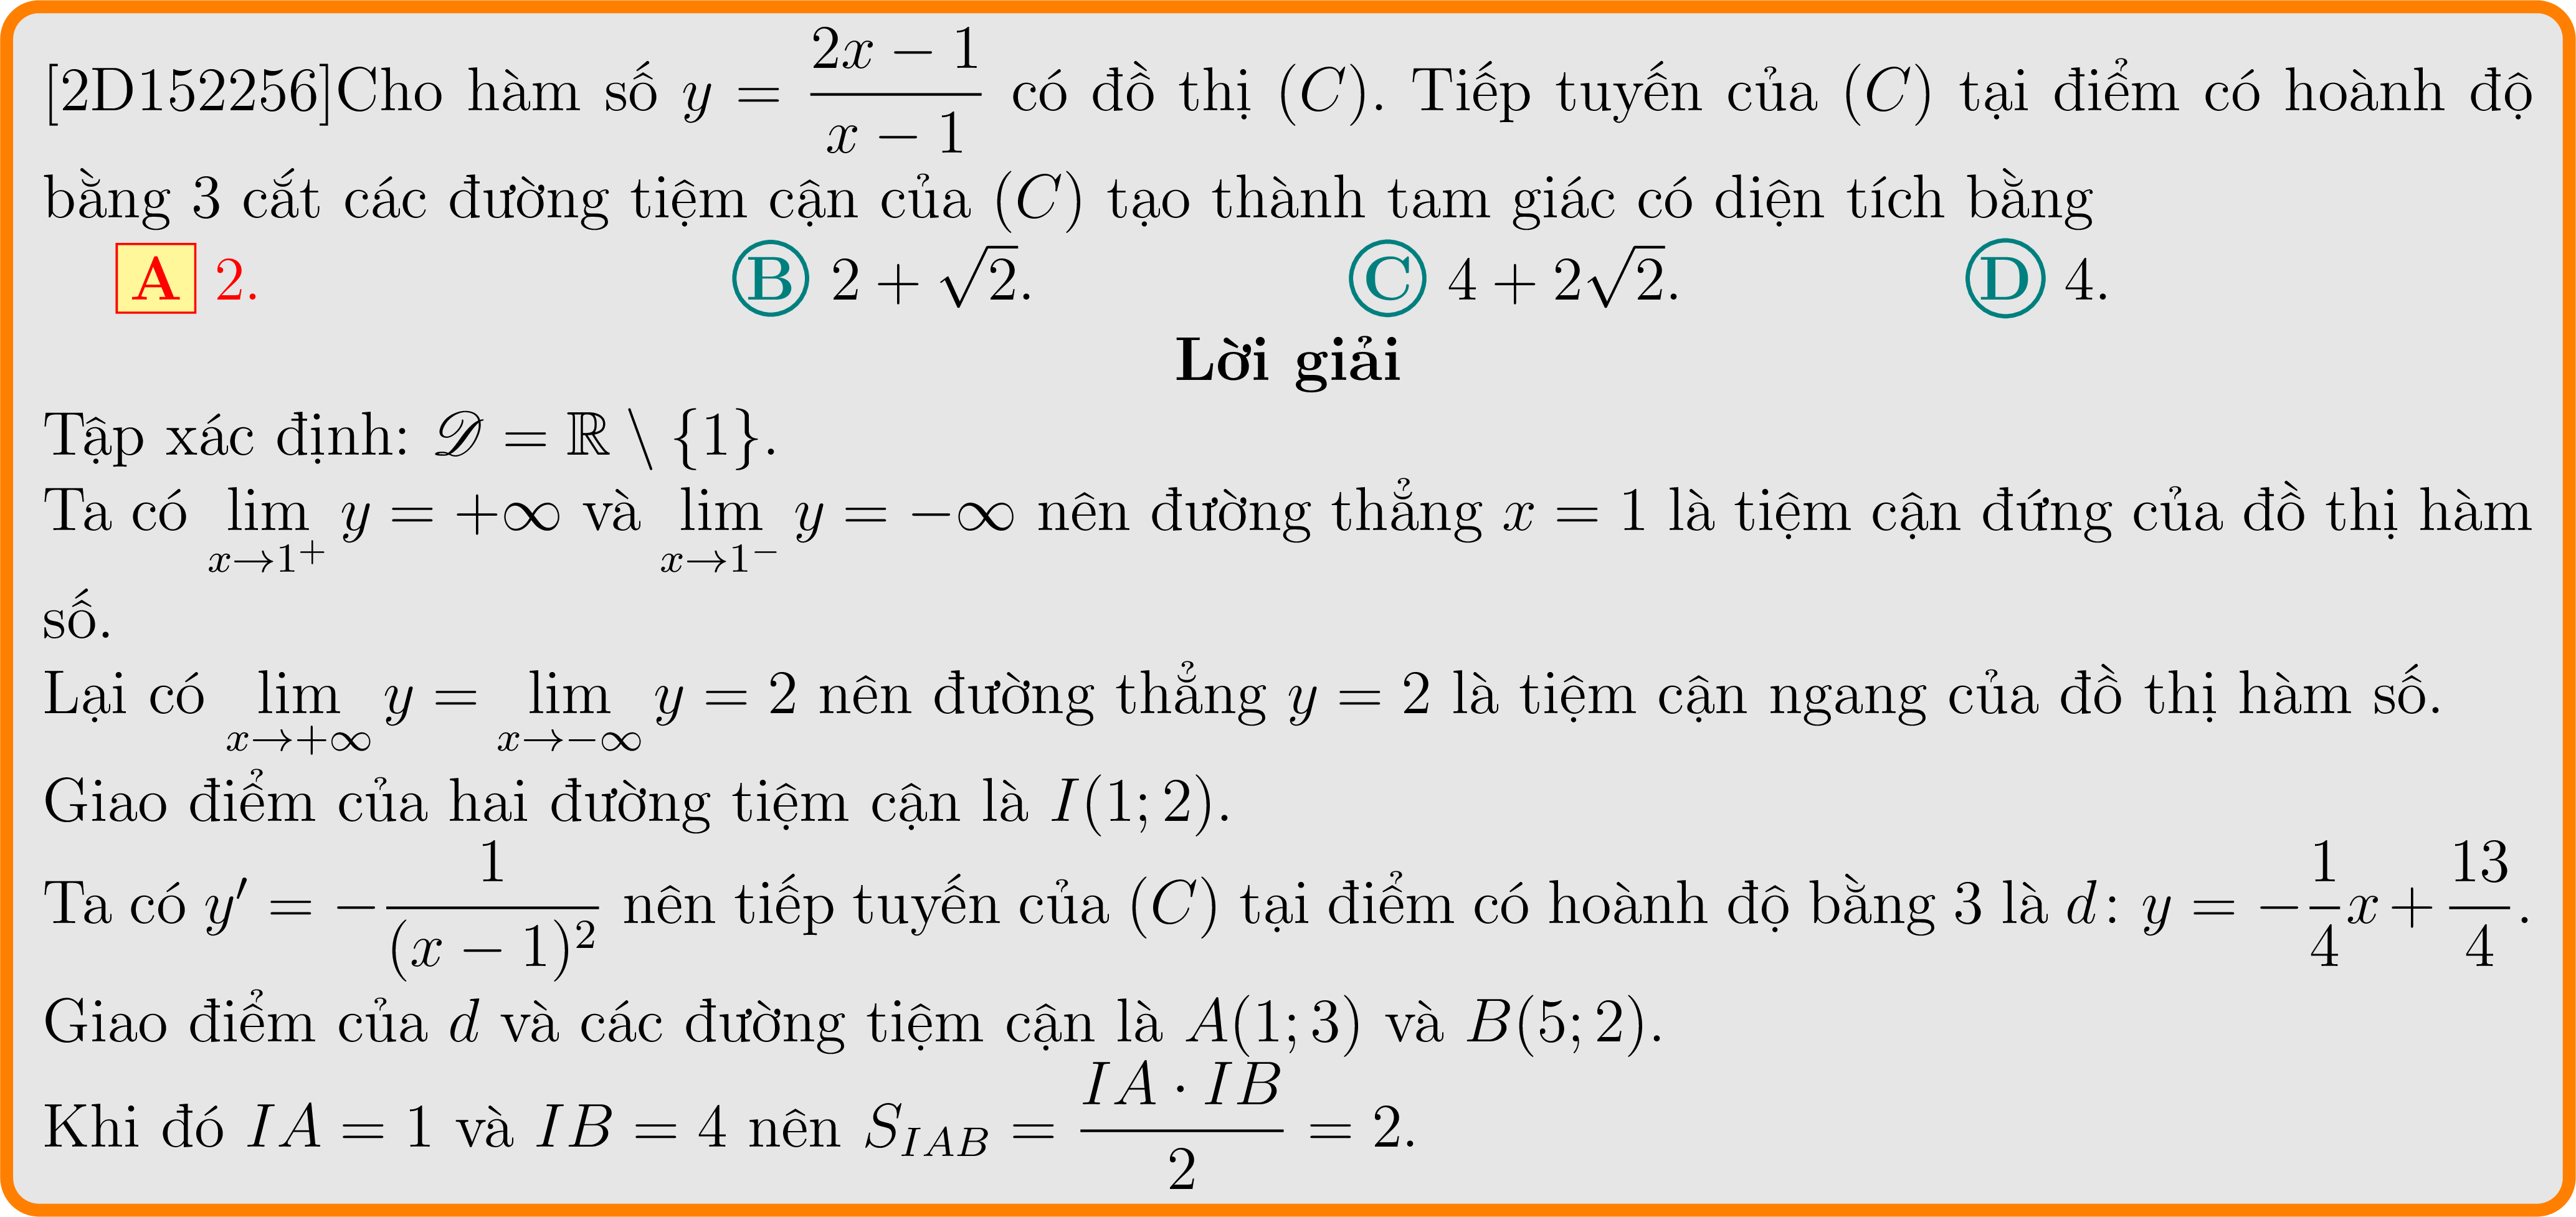 [2D152256]Cho hàm số $y = \dfrac{2x-1}{x-1}$ có đồ thị $(C)$. Tiếp tuyến của $(C)$ tại điểm có hoành độ
bằng 3 cắt các đường tiệm cận của $(C)$ tạo thành tam giác có diện tích bằng
A 2. B $2+\sqrt{2}$. C $4+2\sqrt{2}$. D 4.
Lời giải
Tập xác định: $\mathscr{D} = \mathbb{R} \setminus \{1\}$.
Ta có $\lim\limits_{x \to 1^+} y = +\infty$ và $\lim\limits_{x \to 1^-} y = -\infty$ nên đường thẳng $x = 1$ là tiệm cận đứng của đồ thị hàm
số.
Lại có $\lim\limits_{x \to +\infty} y = \lim\limits_{x \to -\infty} y = 2$ nên đường thẳng $y = 2$ là tiệm cận ngang của đồ thị hàm số.
Giao điểm của hai đường tiệm cận là $I(1; 2)$.
Ta có $y' = -\dfrac{1}{(x-1)^2}$ nên tiếp tuyến của $(C)$ tại điểm có hoành độ bằng 3 là $d\colon y = -\dfrac{1}{4}x + \dfrac{13}{4}$.
Giao điểm của $d$ và các đường tiệm cận là $A(1; 3)$ và $B(5; 2)$.
Khi đó $IA = 1$ và $IB = 4$ nên $S_{IAB} = \dfrac{IA \cdot IB}{2} = 2$.